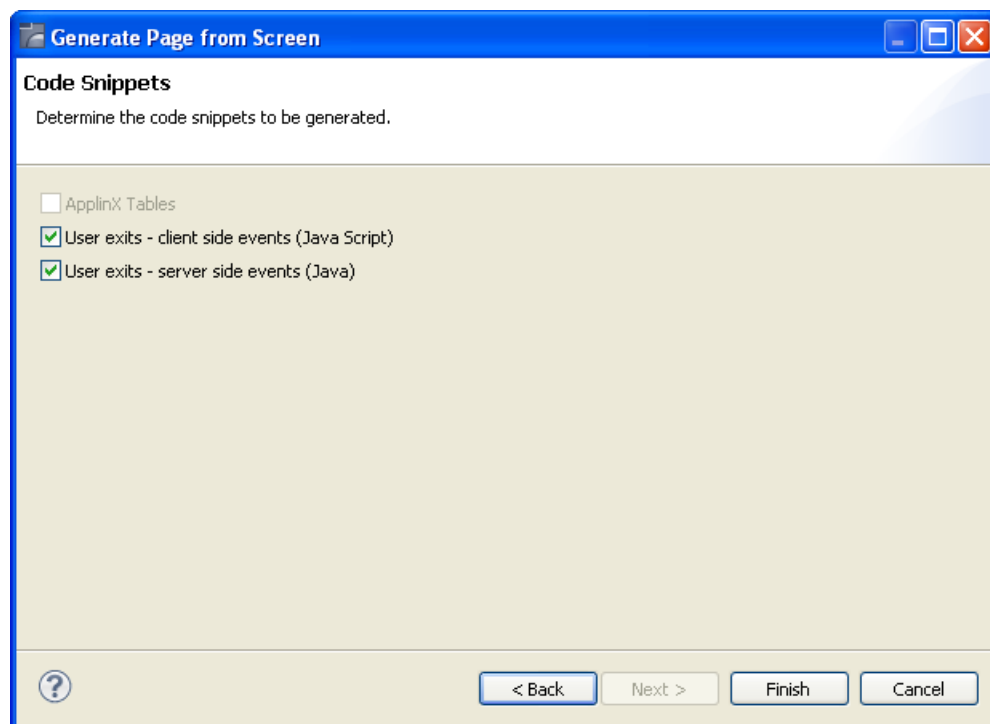 Generate Page from Screen
Code Snippets
Determine the code snippets to be generated.
ApplinX Tables
User exits - client side events (Java Script)
User exits - server side events (Java)
? < Back Next > Finish Cancel